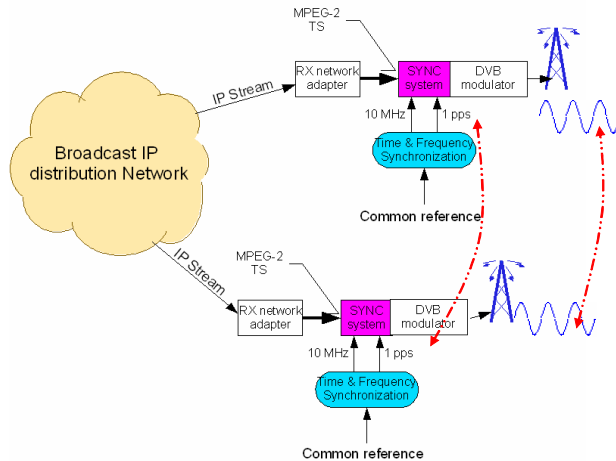 MPEG-2
TS
RX network
adapter
SYNC
system
DVB
modulator
IP Stream
10 MHz
1 pps
Time & Frequency
Synchronization
Common reference
Broadcast IP
distribution Network
IP Stream
MPEG-2
TS
RX network
adapter
SYNC
system
DVB
modulator
10 MHz
1 pps
Time & Frequency
Synchronization
Common reference